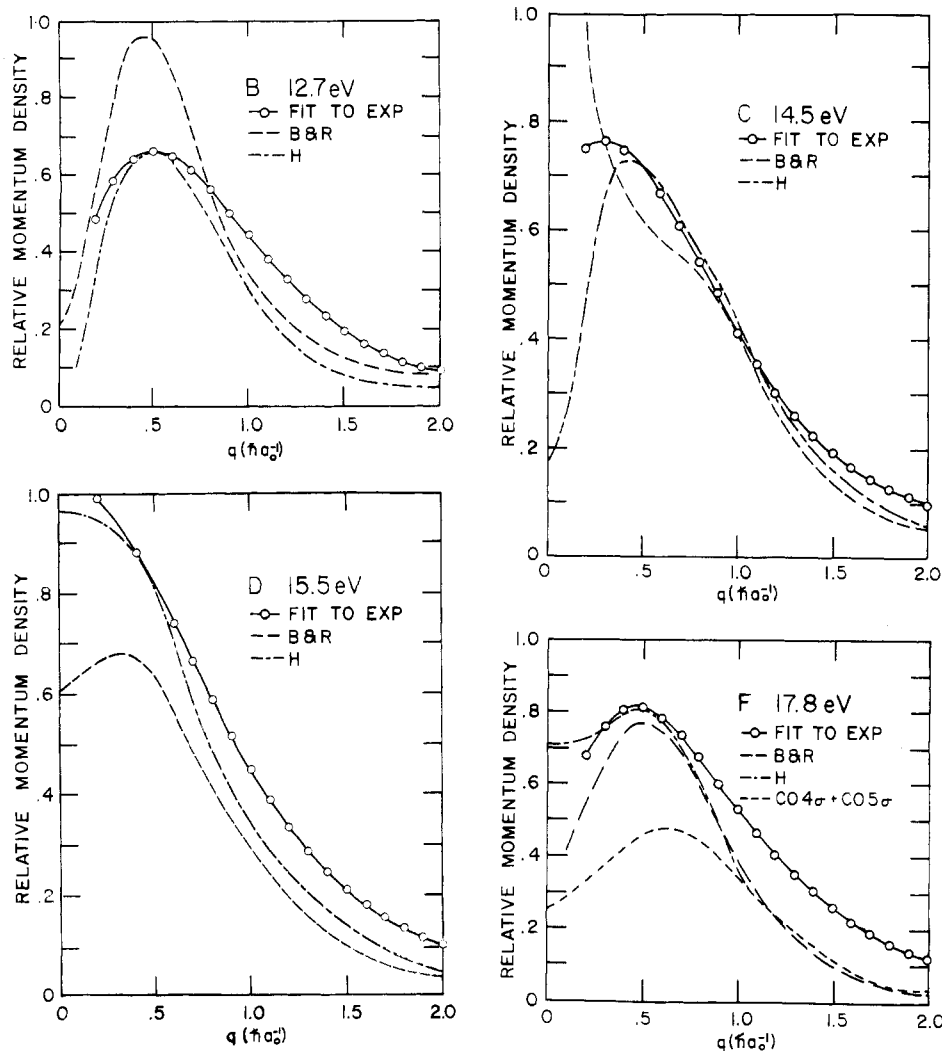 RELATIVE MOMENTUM DENSITY
1.0
.8
.6
.4
.2
0
B 12.7 eV
FIT TO EXP
B&R
H
0 .5 1.0 1.5 2.0
q (ħ a₀⁻¹)
RELATIVE MOMENTUM DENSITY
1.0
.8
.6
.4
.2
0
C 14.5 eV
FIT TO EXP
B&R
H
0 .5 1.0 1.5 2.0
q (ħ a₀⁻¹)
RELATIVE MOMENTUM DENSITY
1.0
.8
.6
.4
.2
0
D 15.5 eV
FIT TO EXP
B&R
H
0 .5 1.0 1.5 2.0
q (ħ a₀⁻¹)
RELATIVE MOMENTUM DENSITY
1.0
.8
.6
.4
.2
0
F 17.8 eV
FIT TO EXP
B&R
H
CO4σ + CO5σ
0 .5 1.0 1.5 2.0
q (ħ a₀⁻¹)